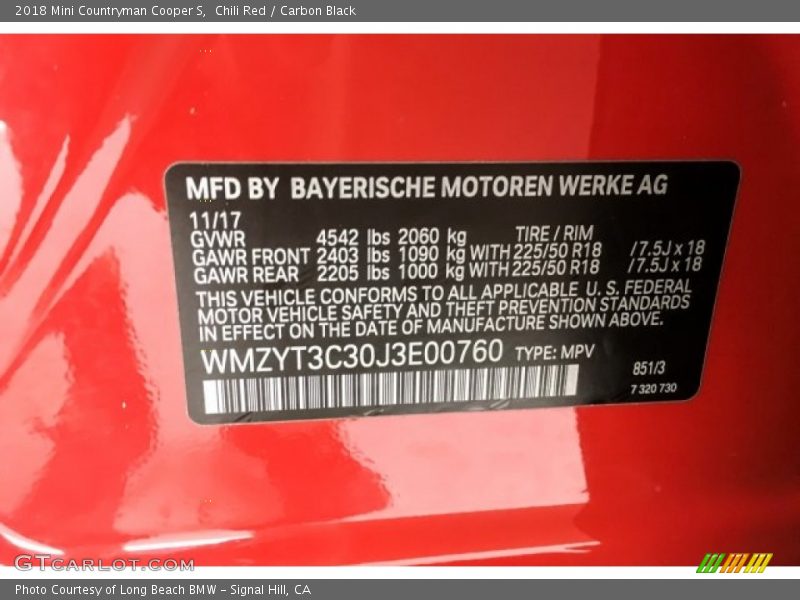 2018 Mini Countryman Cooper S, Chili Red / Carbon Black
MFD BY BAYERISCHE MOTOREN WERKE AG
11/17
GVWR 4542 lbs 2060 kg TIRE / RIM
GAWR FRONT 2403 lbs 1090 kg WITH 225/50 R18 /7.5J x 18
GAWR REAR 2205 lbs 1000 kg WITH 225/50 R18 /7.5J x 18
THIS VEHICLE CONFORMS TO ALL APPLICABLE U. S. FEDERAL
MOTOR VEHICLE SAFETY AND THEFT PREVENTION STANDARDS
IN EFFECT ON THE DATE OF MANUFACTURE SHOWN ABOVE.
WMZYT3C30J3E00760 TYPE: MPV
851/3
7 320 730
GTCarLot.com
Photo Courtesy of Long Beach BMW - Signal Hill, CA